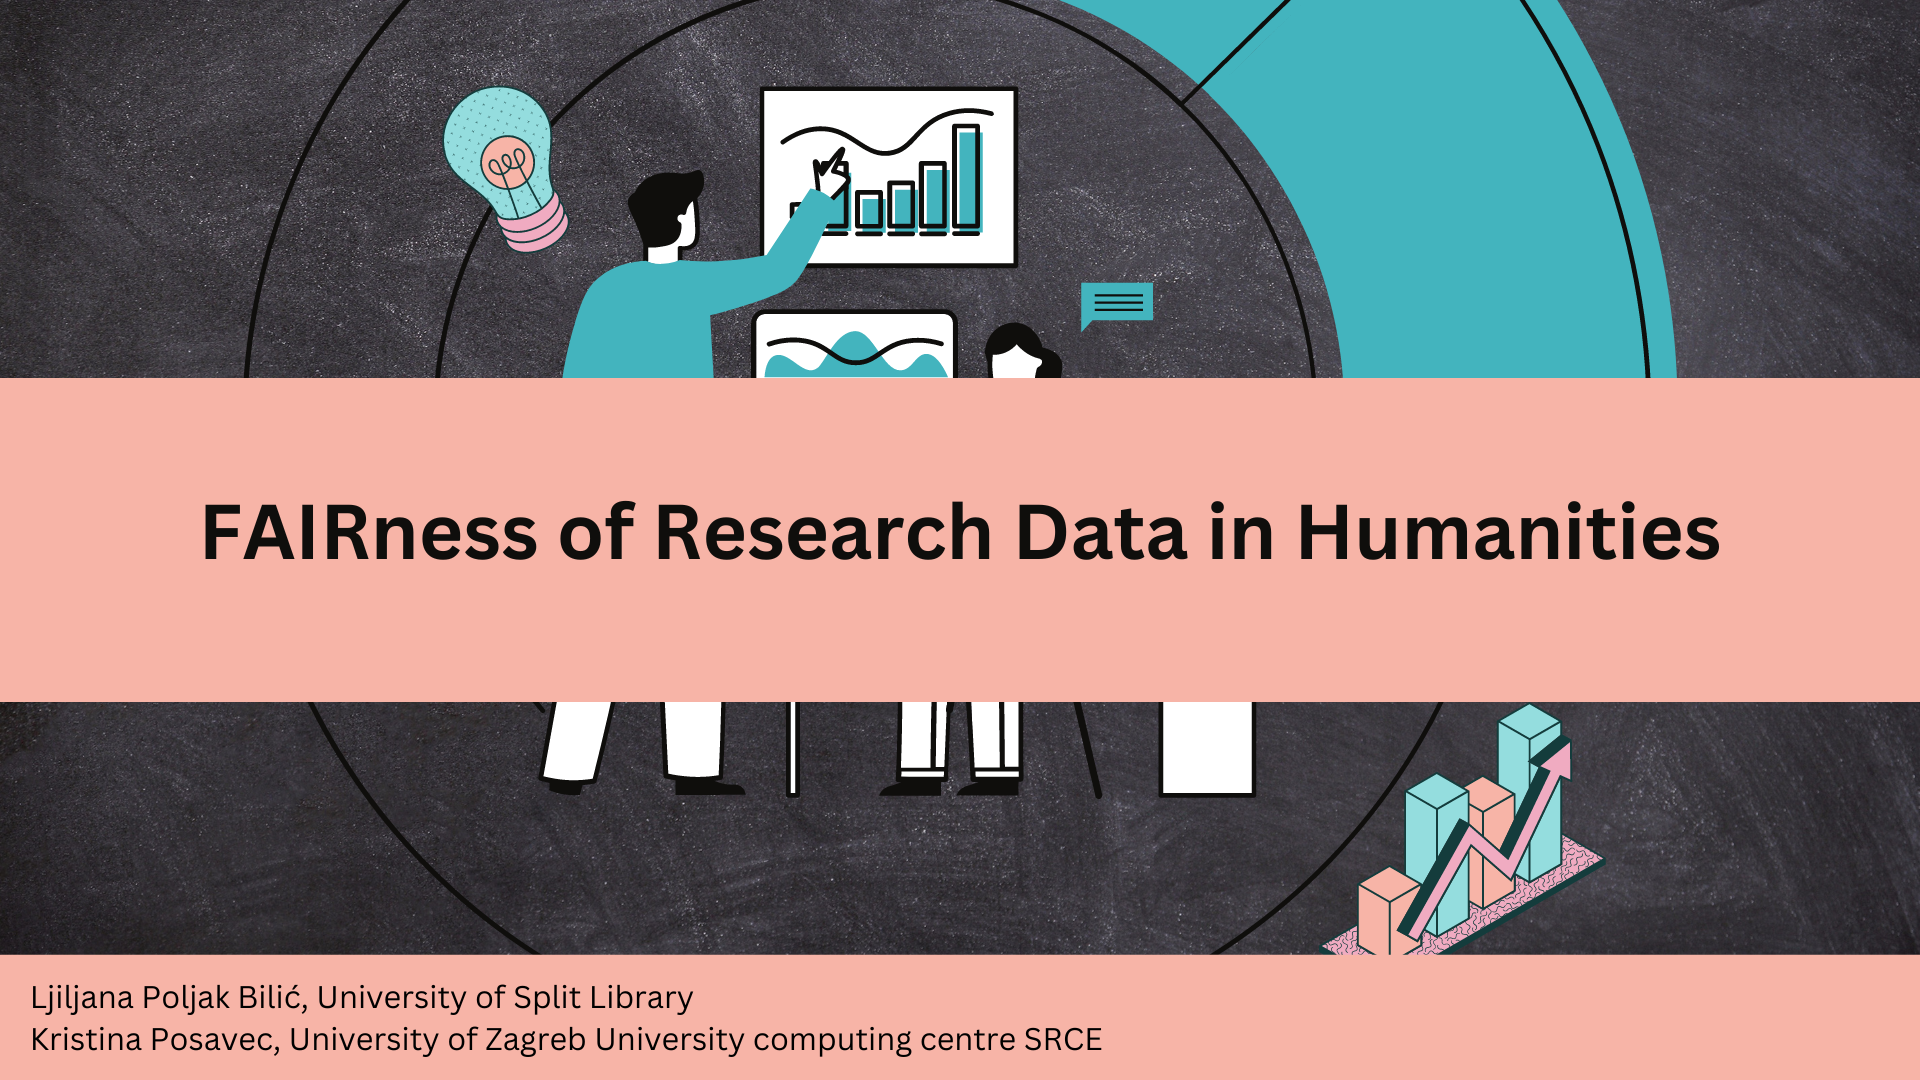 FAIRness of Research Data in Humanities
Ljiljana Poljak Bilić, University of Split Library
Kristina Posavec, University of Zagreb University computing centre SRCE